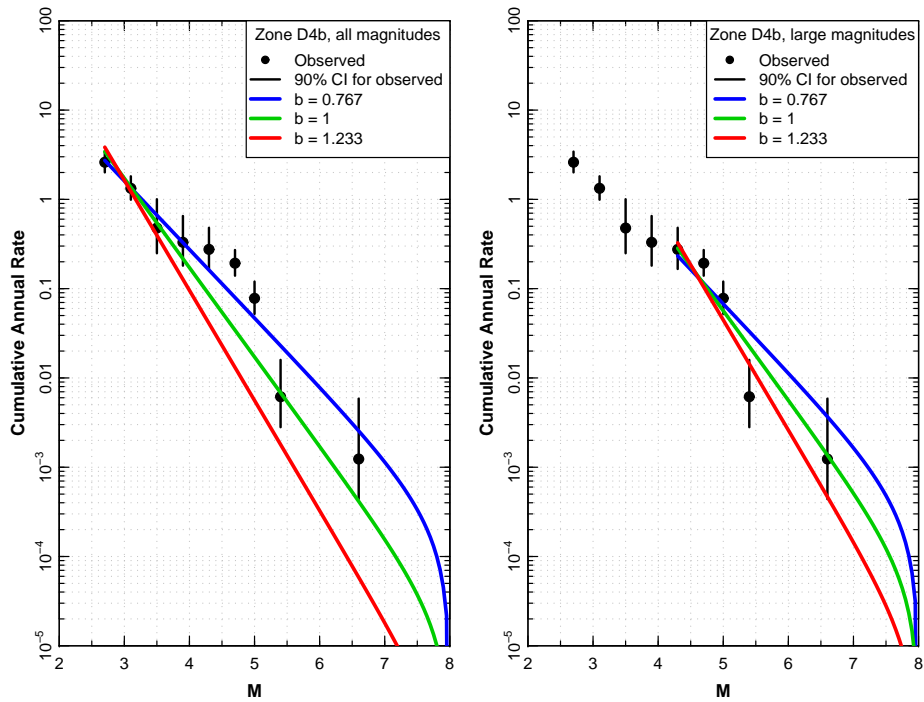 Zone D4b, all magnitudes
Observed
90% CI for observed
b = 0.767
b = 1
b = 1.233
Cumulative Annual Rate
100
10
1
0.1
0.01
10−3
10−4
10−5
2 3 4 5 6 7 8
M
Zone D4b, large magnitudes
Observed
90% CI for observed
b = 0.767
b = 1
b = 1.233
Cumulative Annual Rate
100
10
1
0.1
0.01
10−3
10−4
10−5
2 3 4 5 6 7 8
M